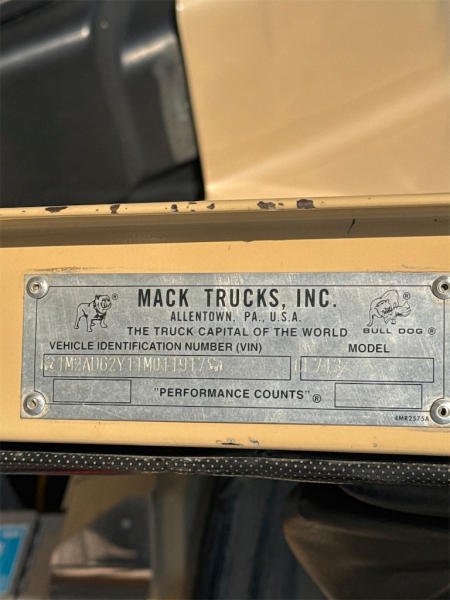 MACK TRUCKS, INC.
ALLENTOWN, PA., U.S.A.
THE TRUCK CAPITAL OF THE WORLD
BULL DOG ®
VEHICLE IDENTIFICATION NUMBER (VIN)
MODEL
"PERFORMANCE COUNTS" ®
4MR2575A